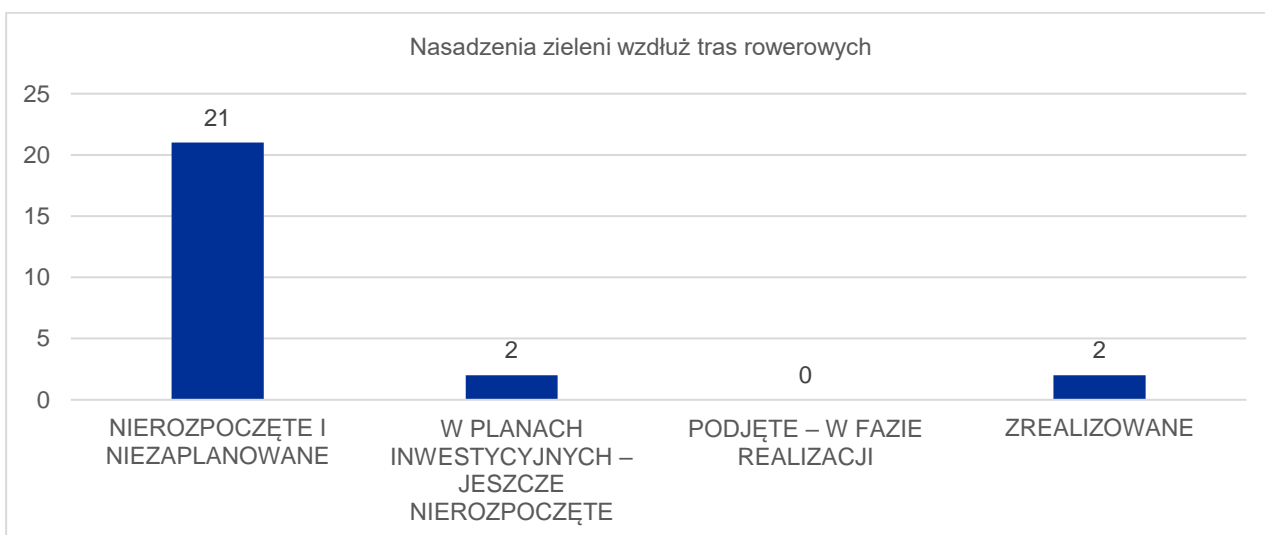 Nasadzenia zieleni wzdłuż tras rowerowych
25
21
20
15
10
5
2
0
2
0
NIEROZPOCZĘTE I
NIEZAPLANOWANE
W PLANACH
INWESTYCYJNYCH –
JESZCZE
NIEROZPOCZĘTE
PODJĘTE – W FAZIE
REALIZACJI
ZREALIZOWANE